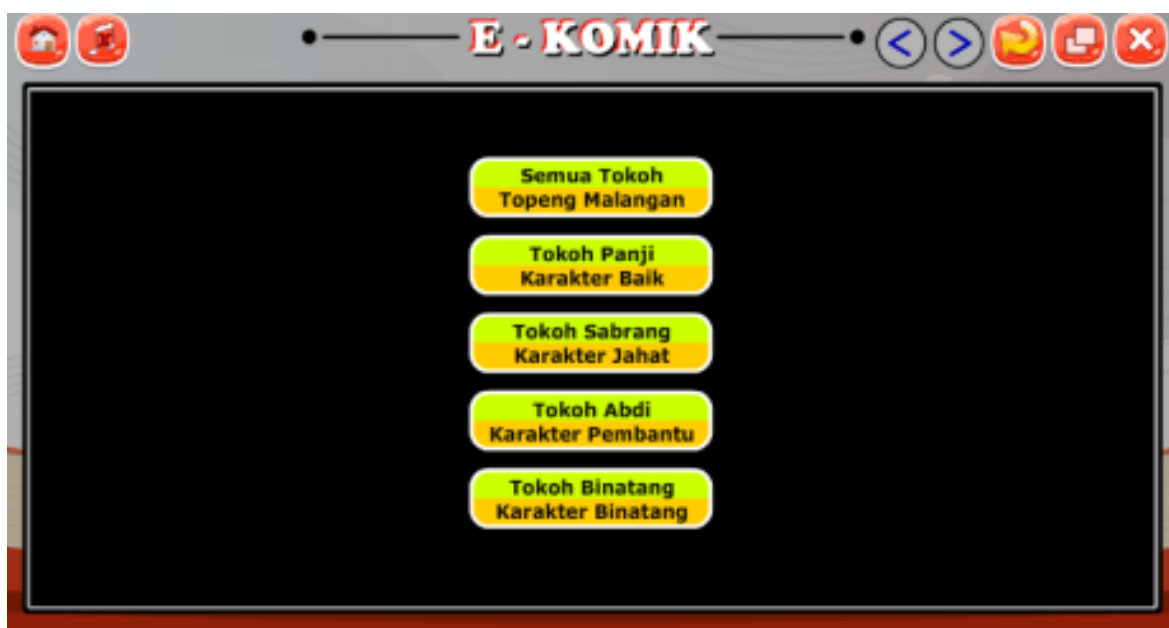 E - KOMIK
Semua Tokoh
Topeng Malangan
Tokoh Panji
Karakter Baik
Tokoh Sabrang
Karakter Jahat
Tokoh Abdi
Karakter Pembantu
Tokoh Binatang
Karakter Binatang